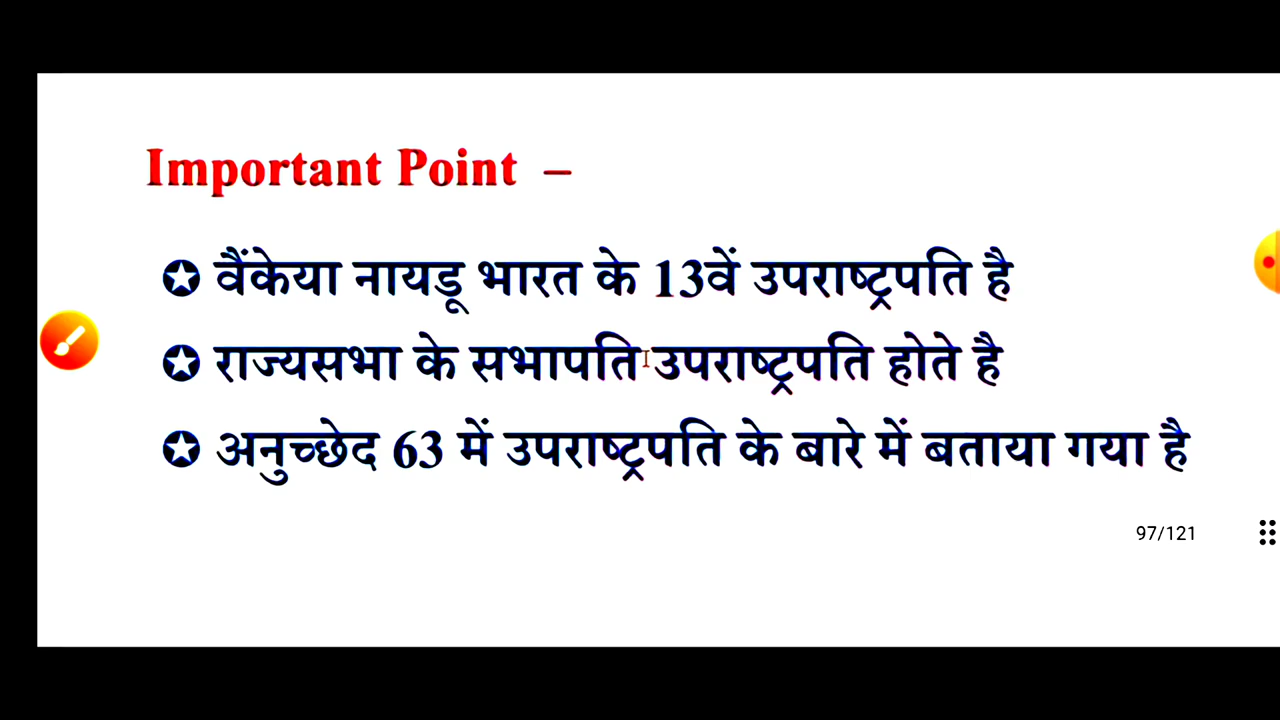 Important Point –
✪ वैंकेया नायडू भारत के 13वें उपराष्ट्रपति है
✪ राज्यसभा के सभापति उपराष्ट्रपति होते है
✪ अनुच्छेद 63 में उपराष्ट्रपति के बारे में बताया गया है
97/121